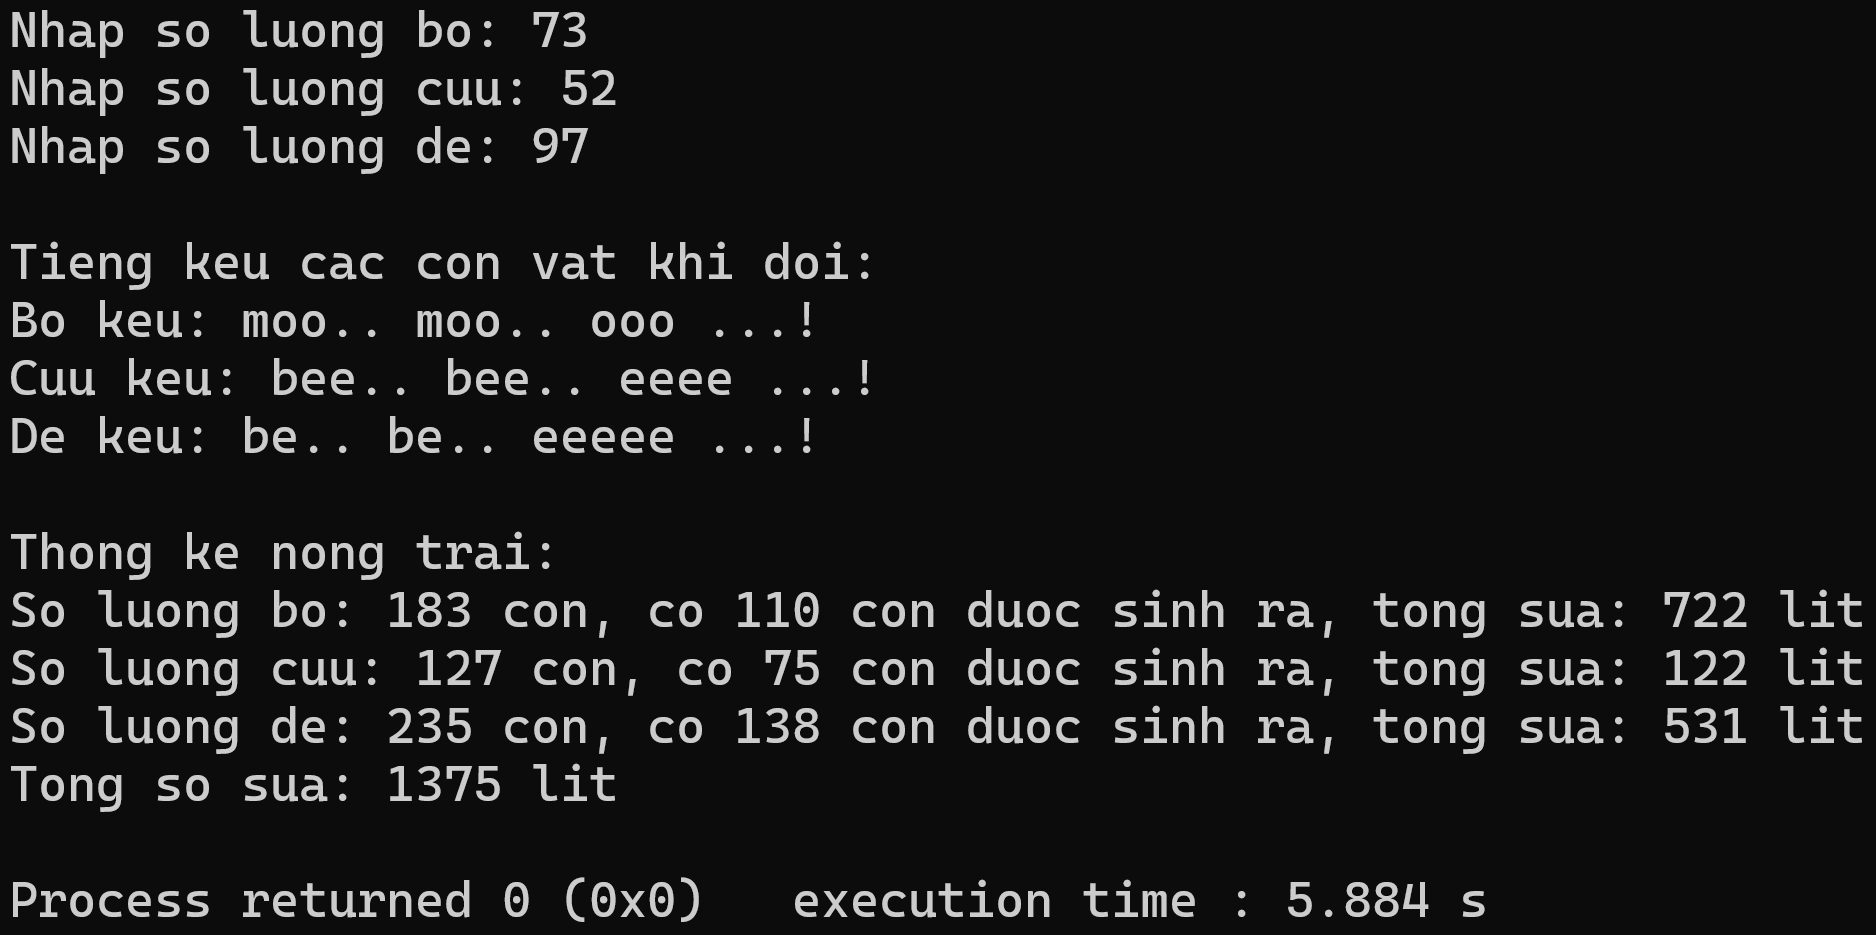 Nhap so luong bo: 73
Nhap so luong cuu: 52
Nhap so luong de: 97
Tieng keu cac con vat khi doi:
Bo keu: moo.. moo.. ooo ...!
Cuu keu: bee.. bee.. eeee ...!
De keu: be.. be.. eeeee ...!
Thong ke nong trai:
So luong bo: 183 con, co 110 con duoc sinh ra, tong sua: 722 lit
So luong cuu: 127 con, co 75 con duoc sinh ra, tong sua: 122 lit
So luong de: 235 con, co 138 con duoc sinh ra, tong sua: 531 lit
Tong so sua: 1375 lit
Process returned 0 (0x0)   execution time : 5.884 s